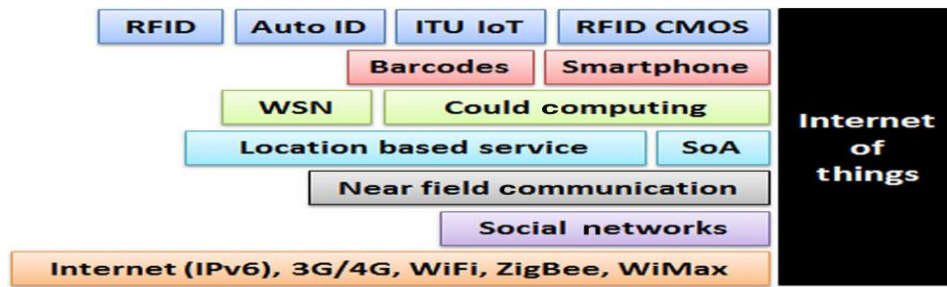 RFID Auto ID ITU IoT RFID CMOS
Barcodes Smartphone
WSN Could computing
Location based service SoA
Near field communication
Social networks
Internet (IPv6), 3G/4G, WiFi, ZigBee, WiMax
Internet
of
things